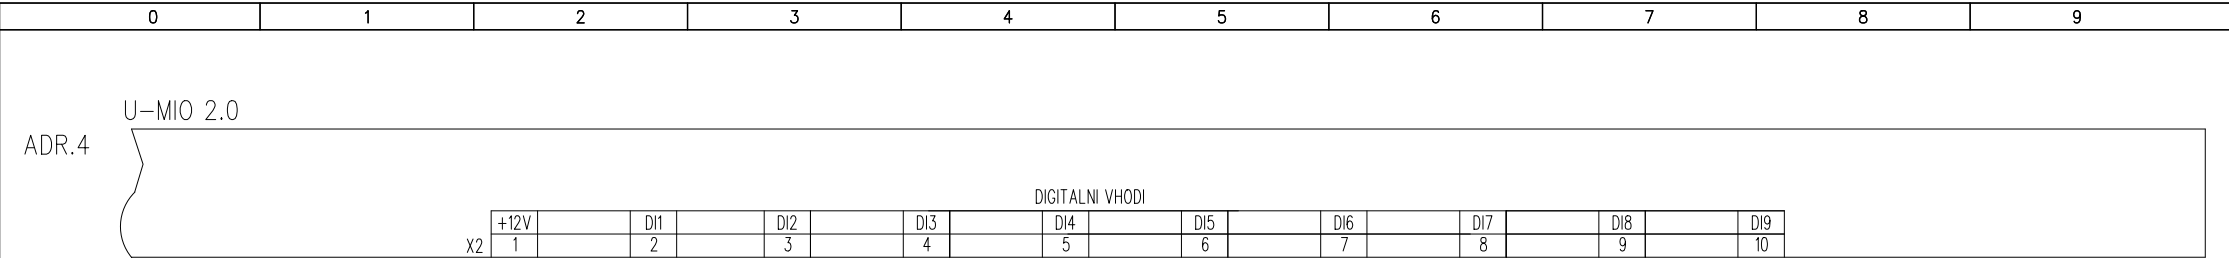 0 1 2 3 4 5 6 7 8 9
U-MIO 2.0
ADR.4
DIGITALNI VHODI
+12V DI1 DI2 DI3 DI4 DI5 DI6 DI7 DI8 DI9
X2 1 2 3 4 5 6 7 8 9 10